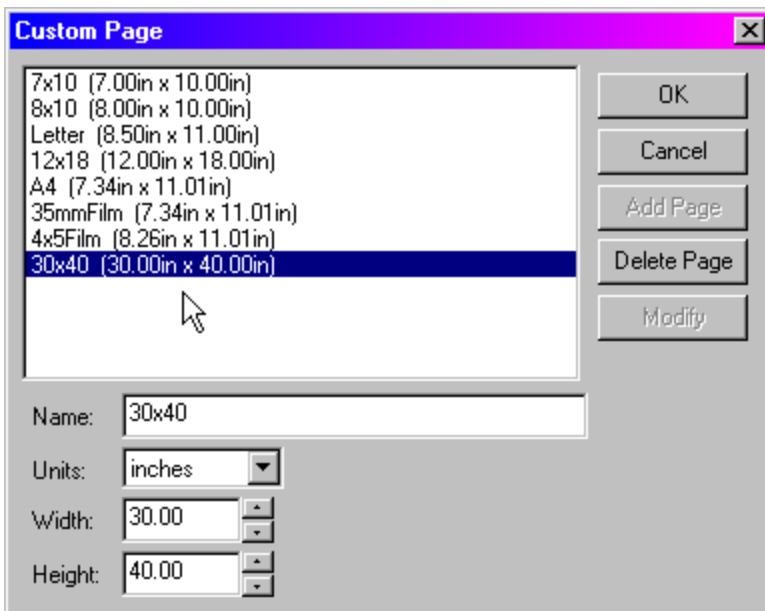 Custom Page
7x10 (7.00in x 10.00in)
8x10 (8.00in x 10.00in)
Letter (8.50in x 11.00in)
12x18 (12.00in x 18.00in)
A4 (7.34in x 11.01in)
35mmFilm (7.34in x 11.01in)
4x5Film (8.26in x 11.01in)
30x40 (30.00in x 40.00in)
OK
Cancel
Add Page
Delete Page
Modify
Name: 30x40
Units: inches
Width: 30.00
Height: 40.00